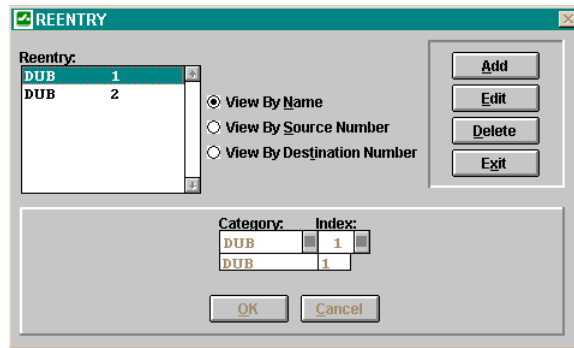 REENTRY
Reentry:
DUB 1
DUB 2
View By Name
View By Source Number
View By Destination Number
Add
Edit
Delete
Exit
Category: Index:
DUB 1
DUB 1
OK Cancel